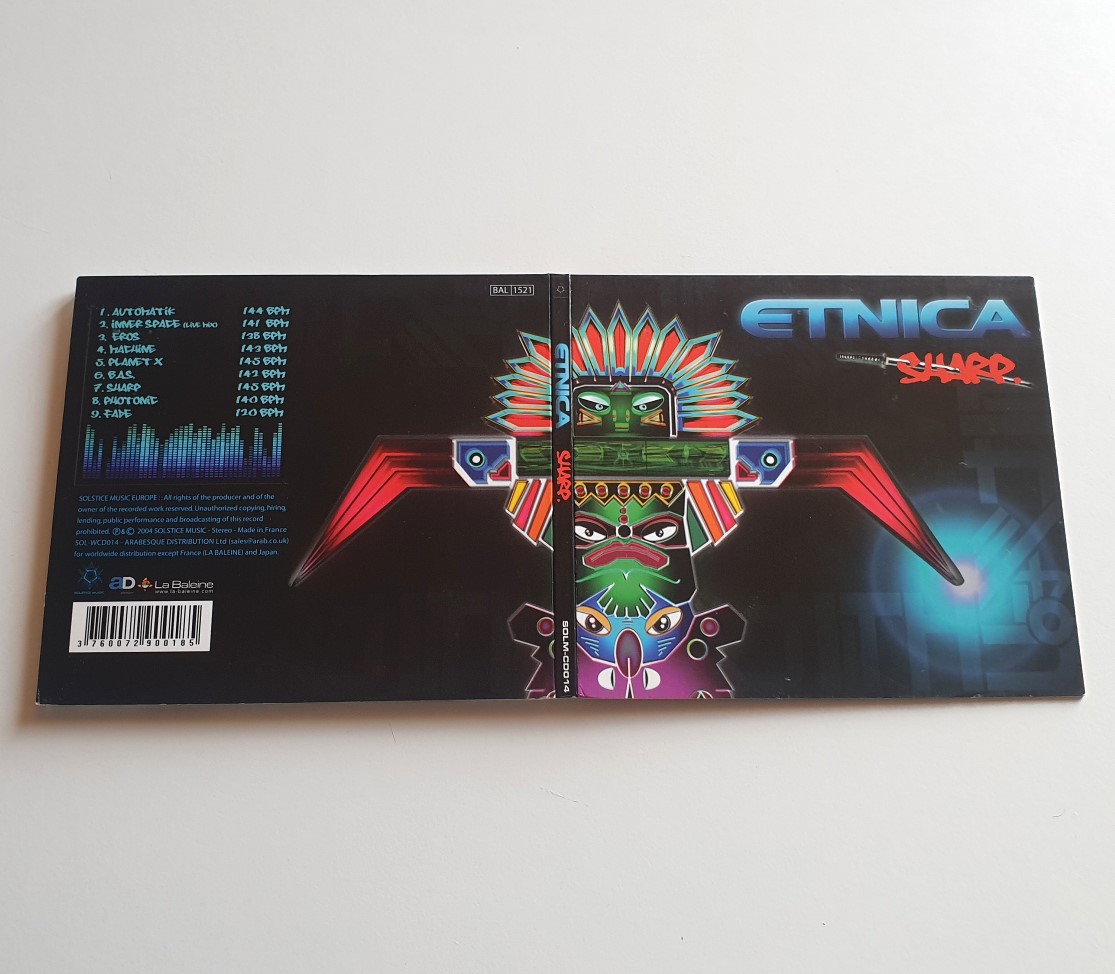 BAL 1521
1. AUTOMATIK 144 BPM
2. INNER SPACE (LIVE MIX) 141 BPM
3. EROS 138 BPM
4. MACHINE 143 BPM
5. PLANET X 145 BPM
6. B.A.S. 142 BPM
7. SHARP 145 BPM
8. PHOTONIC 140 BPM
9. FADE 120 BPM
SOLSTICE MUSIC EUROPE : All rights of the producer and of the
owner of the recorded work reserved. Unauthorized copying, hiring,
lending, public performance and broadcasting of this record
prohibited. ℗&© 2004 SOLSTICE MUSIC - Stereo - Made in France
SOL-WCD014 - ARABESQUE DISTRIBUTION Ltd (sales@arab.co.uk)
for worldwide distribution except France (LA BALEINE) and Japan.
SOLSTICE MUSIC
aD
La Baleine
www.la-baleine.com
3 760072 900185
ETNICA
SHARP.
SOLM-CD014
ETNICA
SHARP.